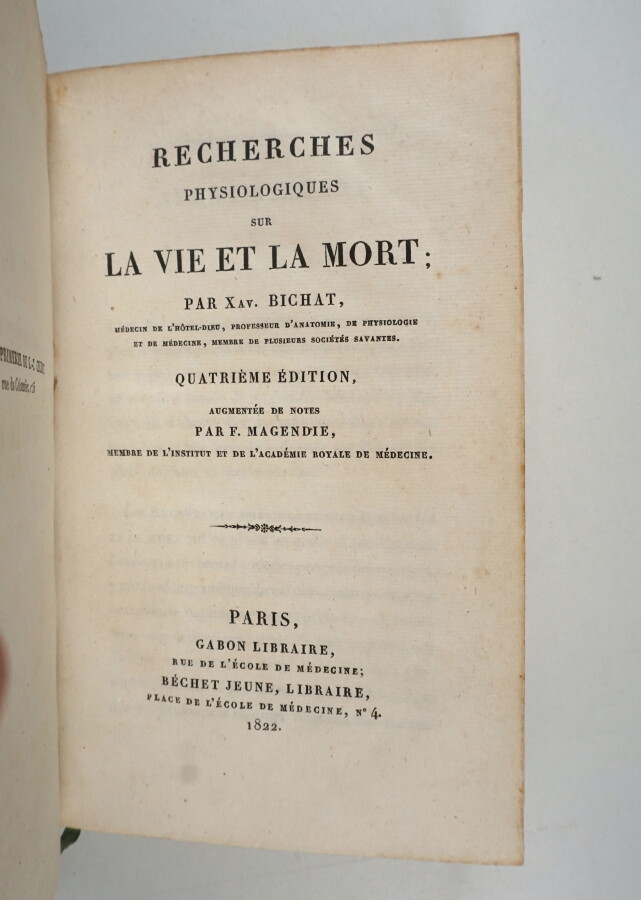 RECHERCHES
PHYSIOLOGIQUES
SUR
LA VIE ET LA MORT;
PAR XAV. BICHAT,
MÉDECIN DE L'HÔTEL-DIEU, PROFESSEUR D'ANATOMIE, DE PHYSIOLOGIE
ET DE MÉDECINE, MEMBRE DE PLUSIEURS SOCIÉTÉS SAVANTES.
QUATRIÈME ÉDITION,
AUGMENTÉE DE NOTES
PAR F. MAGENDIE,
MEMBRE DE L'INSTITUT ET DE L'ACADÉMIE ROYALE DE MÉDECINE.
PARIS,
GABON LIBRAIRE,
RUE DE L'ÉCOLE DE MÉDECINE;
BÉCHET JEUNE, LIBRAIRE,
PLACE DE L'ÉCOLE DE MÉDECINE, N° 4.
1822.